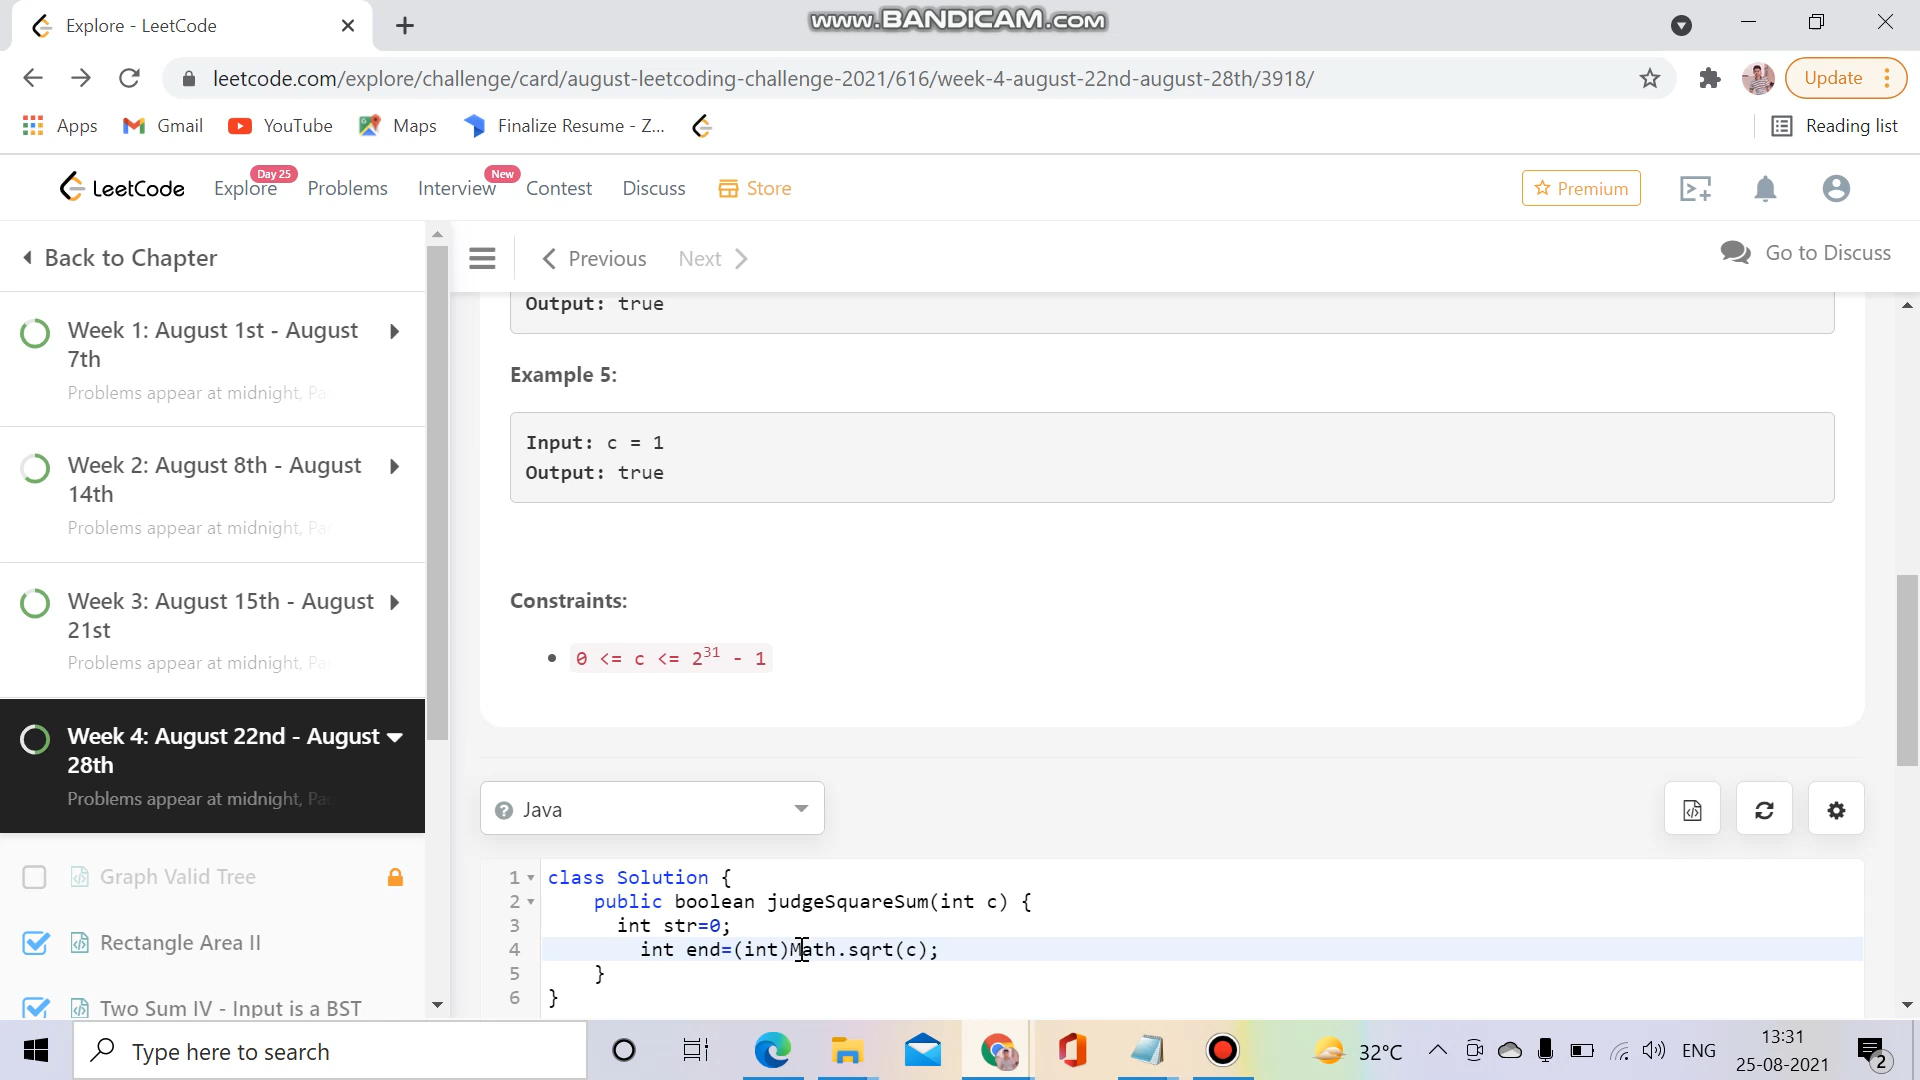 Explore - LeetCode
www.BANDICAM.com
leetcode.com/explore/challenge/card/august-leetcoding-challenge-2021/616/week-4-august-22nd-august-28th/3918/
Update
Apps
Gmail
YouTube
Maps
Finalize Resume - Z...
Reading list
LeetCode
Explore
Day 25
Problems
Interview
New
Contest
Discuss
Store
Premium
Back to Chapter
Previous
Next
Go to Discuss
Week 1: August 1st - August
7th
Problems appear at midnight, Pa
Week 2: August 8th - August
14th
Problems appear at midnight, Pa
Week 3: August 15th - August
21st
Problems appear at midnight, Pa
Week 4: August 22nd - August
28th
Problems appear at midnight, Pa
Graph Valid Tree
Rectangle Area II
Two Sum IV - Input is a BST
Output: true
Example 5:
Input: c = 1
Output: true
Constraints:
0 <= c <= 2^31 - 1
Java
1 class Solution {
2 public boolean judgeSquareSum(int c) {
3 int str=0;
4 int end=(int)Math.sqrt(c);
5 }
6 }
Type here to search
32°C
ENG
13:31
25-08-2021
2